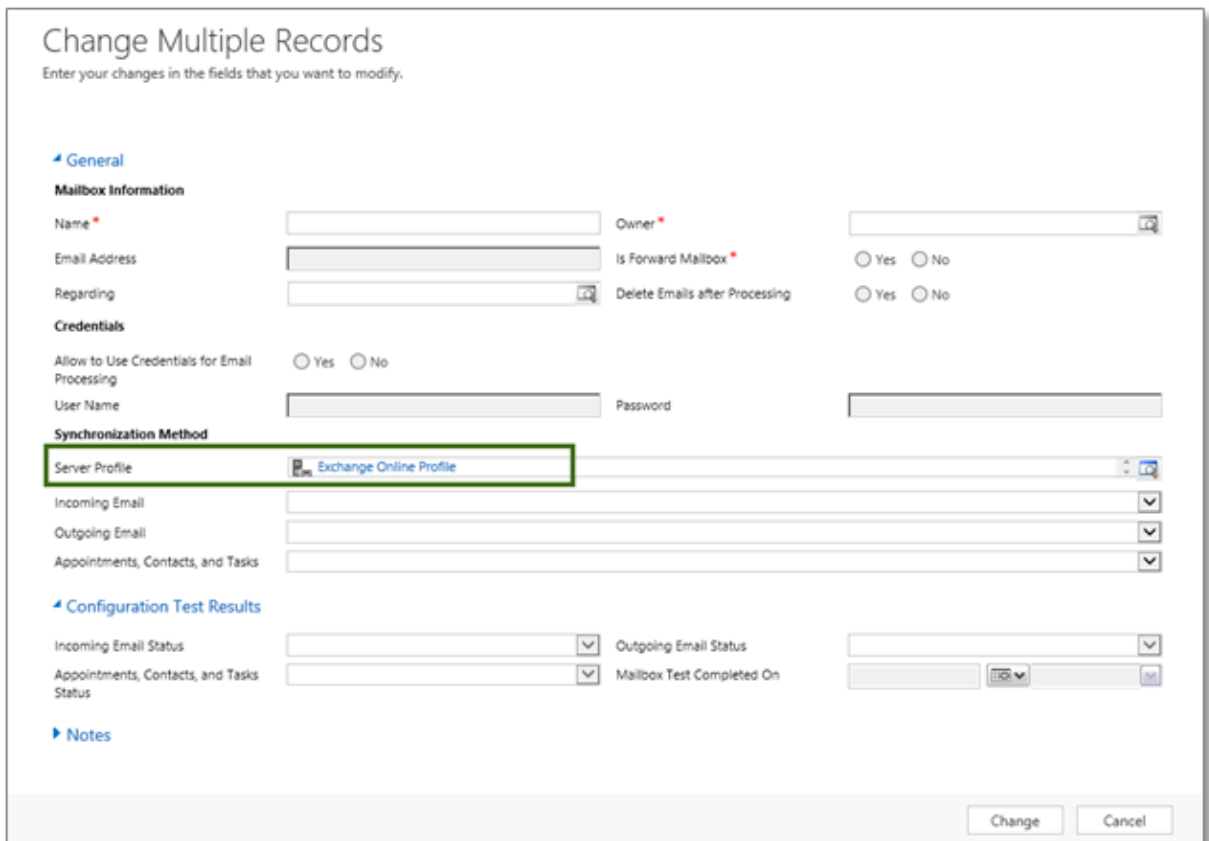 Change Multiple Records
Enter your changes in the fields that you want to modify.
General
Mailbox Information
Name *
Owner *
Email Address
Is Forward Mailbox *
Yes No
Regarding
Delete Emails after Processing
Yes No
Credentials
Allow to Use Credentials for Email
Processing
Yes No
User Name
Password
Synchronization Method
Server Profile
Exchange Online Profile
Incoming Email
Outgoing Email
Appointments, Contacts, and Tasks
Configuration Test Results
Incoming Email Status
Outgoing Email Status
Appointments, Contacts, and Tasks
Status
Mailbox Test Completed On
Notes
Change
Cancel